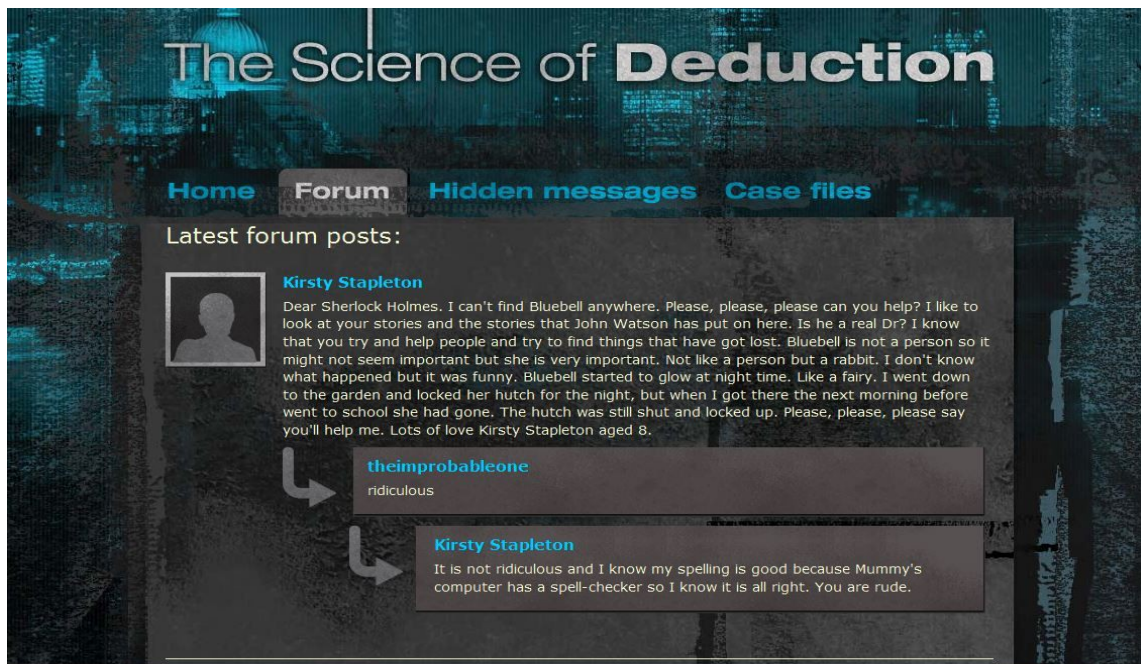 The Science of Deduction
Home Forum Hidden messages Case files
Latest forum posts:
Kirsty Stapleton
Dear Sherlock Holmes. I can't find Bluebell anywhere. Please, please, please can you help? I like to
look at your stories and the stories that John Watson has put on here. Is he a real Dr? I know
that you try and help people and try to find things that have got lost. Bluebell is not a person so it
might not seem important but she is very important. Not like a person but a rabbit. I don't know
what happened but it was funny. Bluebell started to glow at night time. Like a fairy. I went down
to the garden and locked her hutch for the night, but when I got there the next morning before
went to school she had gone. The hutch was still shut and locked up. Please, please, please say
you'll help me. Lots of love Kirsty Stapleton aged 8.
theimprobableone
ridiculous
Kirsty Stapleton
It is not ridiculous and I know my spelling is good because Mummy's
computer has a spell-checker so I know it is all right. You are rude.